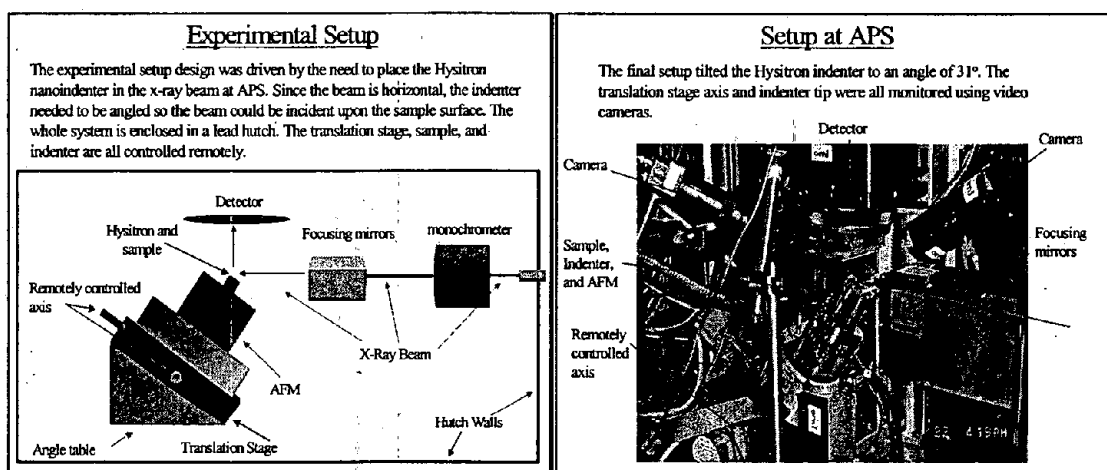 Experimental Setup
The experimental setup design was driven by the need to place the Hysitron
nanoindenter in the x-ray beam at APS. Since the beam is horizontal, the indenter
needed to be angled so the beam could be incident upon the sample surface. The
whole system is enclosed in a lead hutch. The translation stage, sample, and
indenter are all controlled remotely.
Detector
Hysitron and
sample
Focusing mirrors
monochrometer
Remotely controlled
axis
X-Ray Beam
AFM
Hutch Walls
Angle table
Translation Stage
Setup at APS
The final setup tilted the Hysitron indenter to an angle of 31°. The
translation stage axis and indenter tip were all monitored using video
cameras.
Detector
Camera
Camera
Sample,
Indenter,
and AFM
Focusing
mirrors
Remotely
controlled
axis